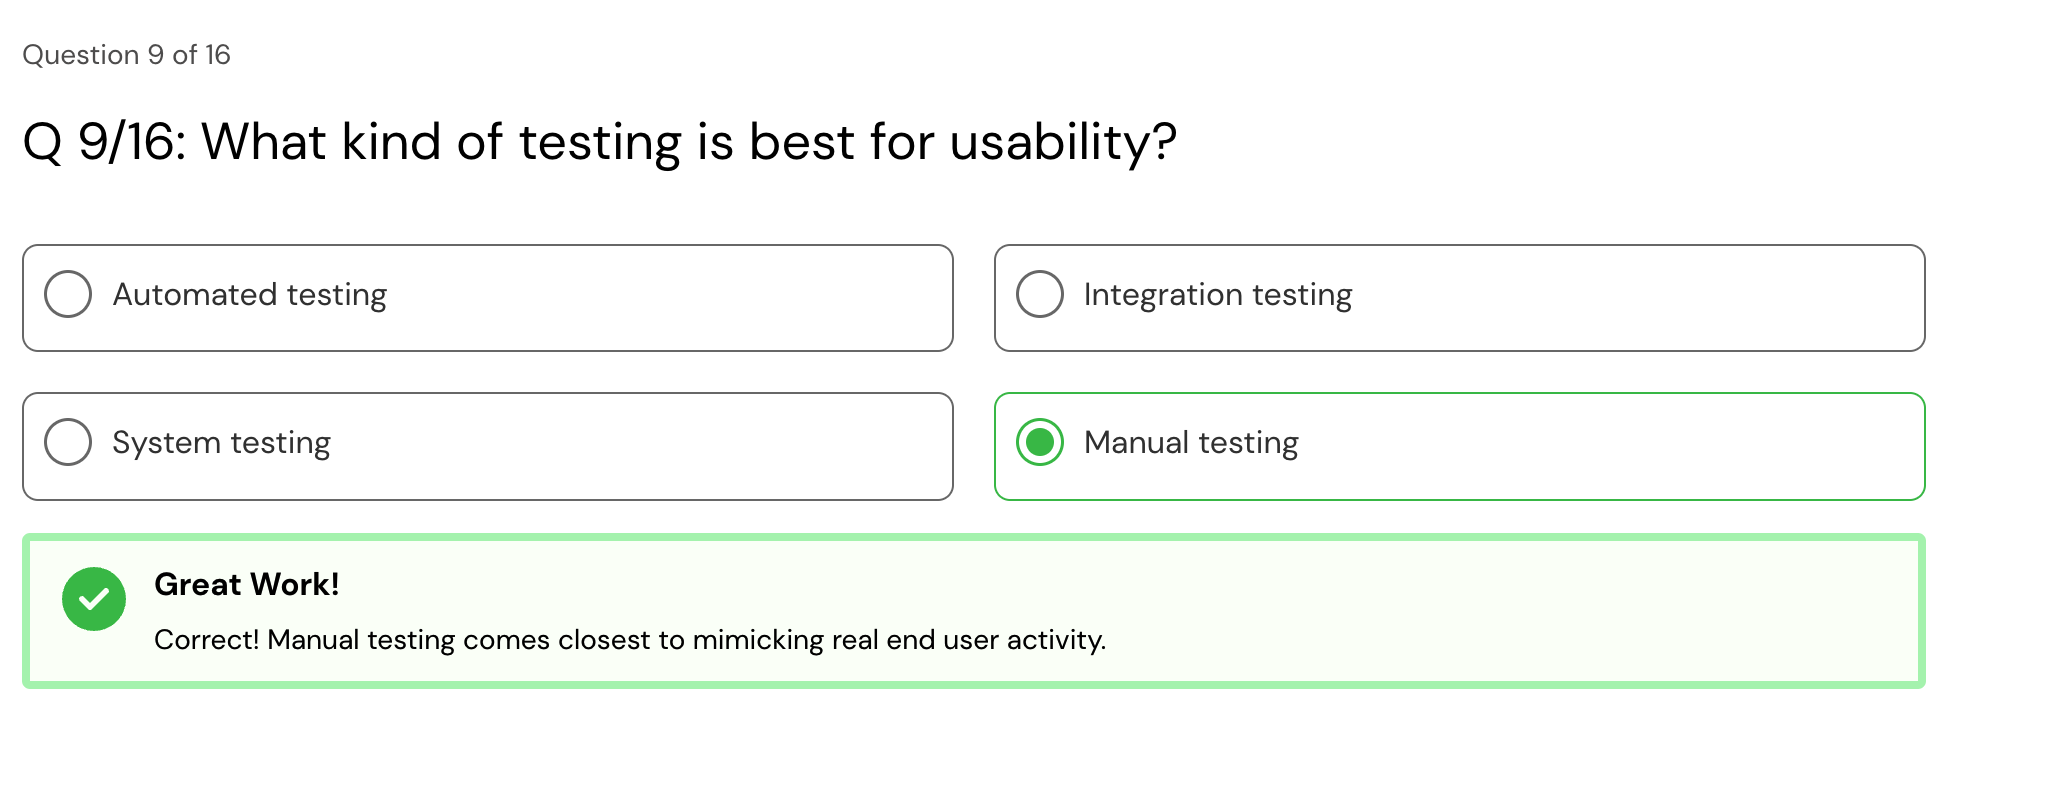 Question 9 of 16
Q 9/16: What kind of testing is best for usability?
Automated testing
Integration testing
System testing
Manual testing
Great Work!
Correct! Manual testing comes closest to mimicking real end user activity.